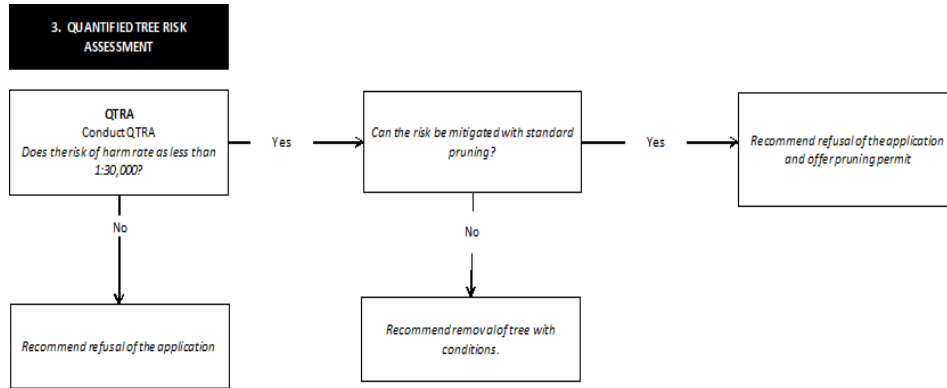 3. QUANTIFIED TREE RISK
ASSESSMENT
QTRA
Conduct QTRA
Does the risk of harm rate as less than
1:30,000?
Yes
Can the risk be mitigated with standard
pruning?
Yes
Recommend refusal of the application
and offer pruning permit
No
No
Recommend refusal of the application
Recommend removal of tree with
conditions.